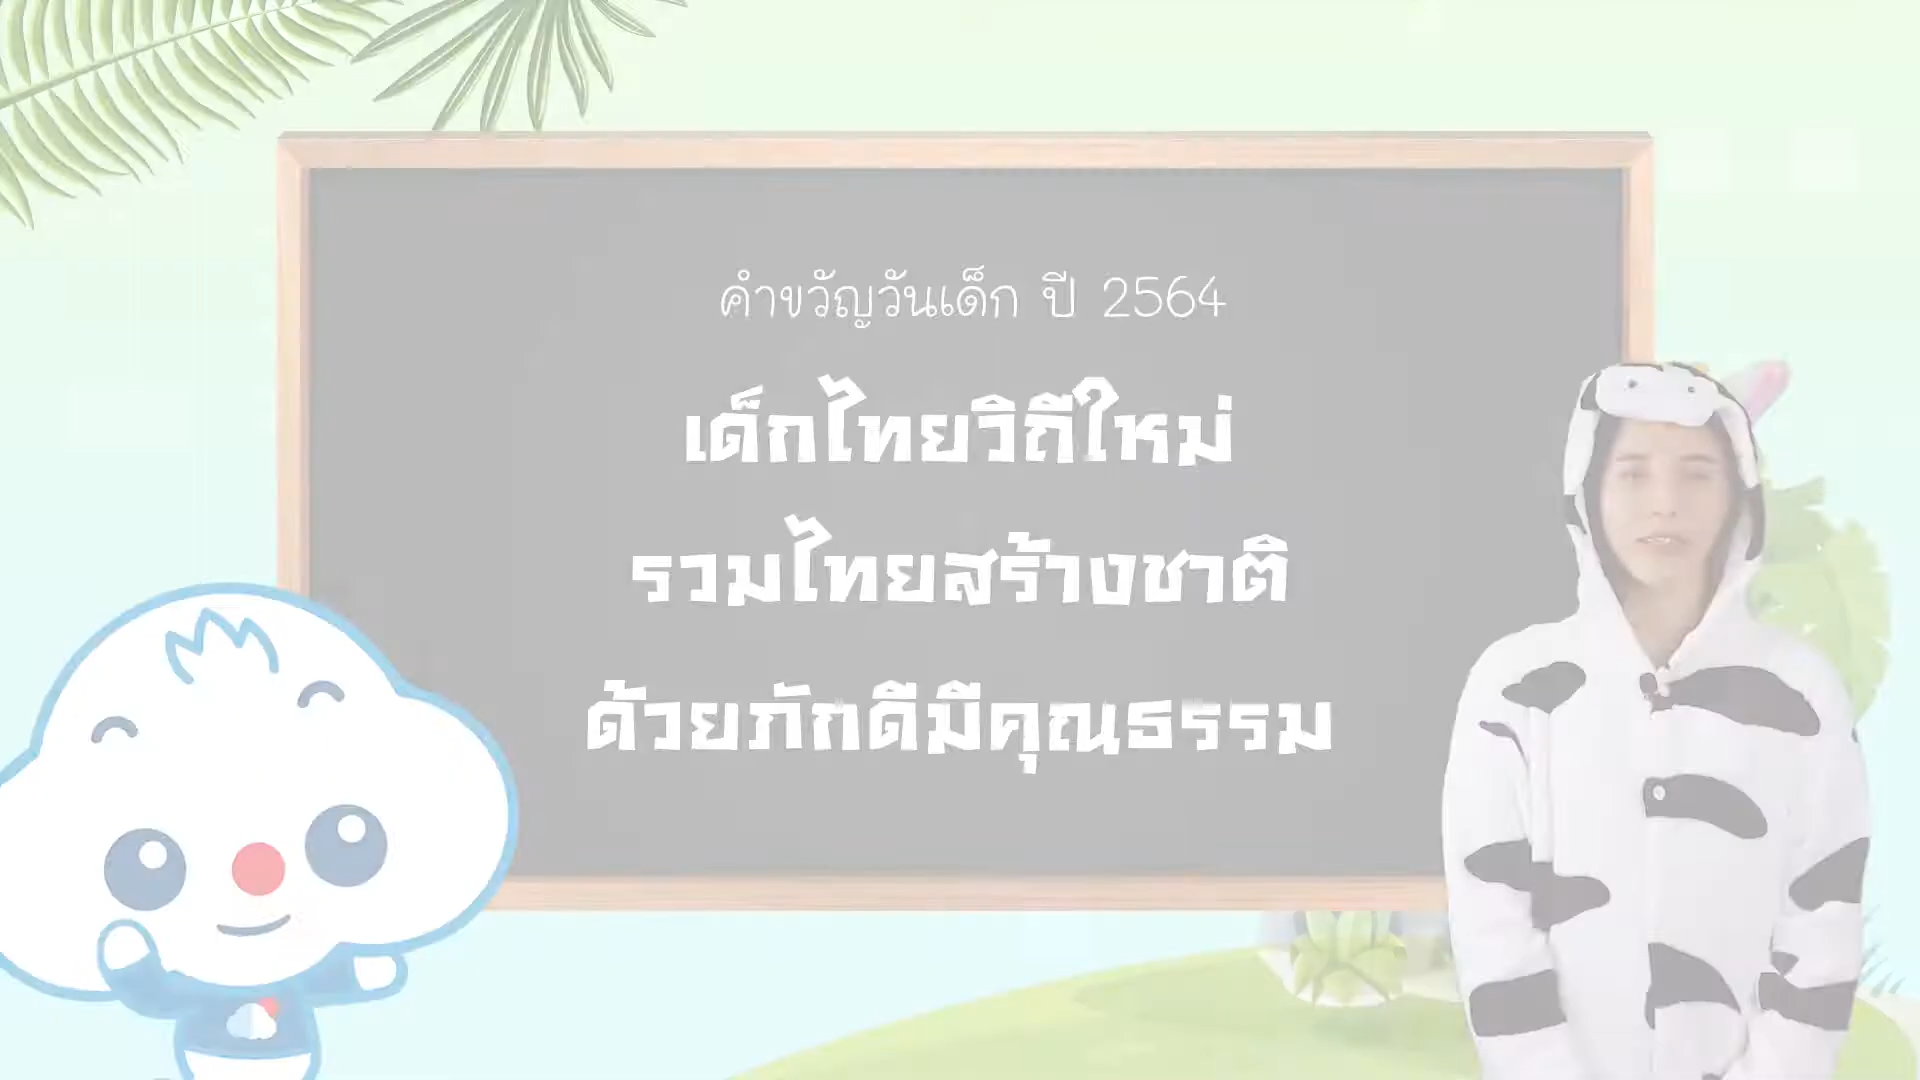 คำขวัญวันเด็ก ปี 2564
เด็กไทยวิถีใหม่
รวมไทยสร้างชาติ
ด้วยภักดีมีคุณธรรม